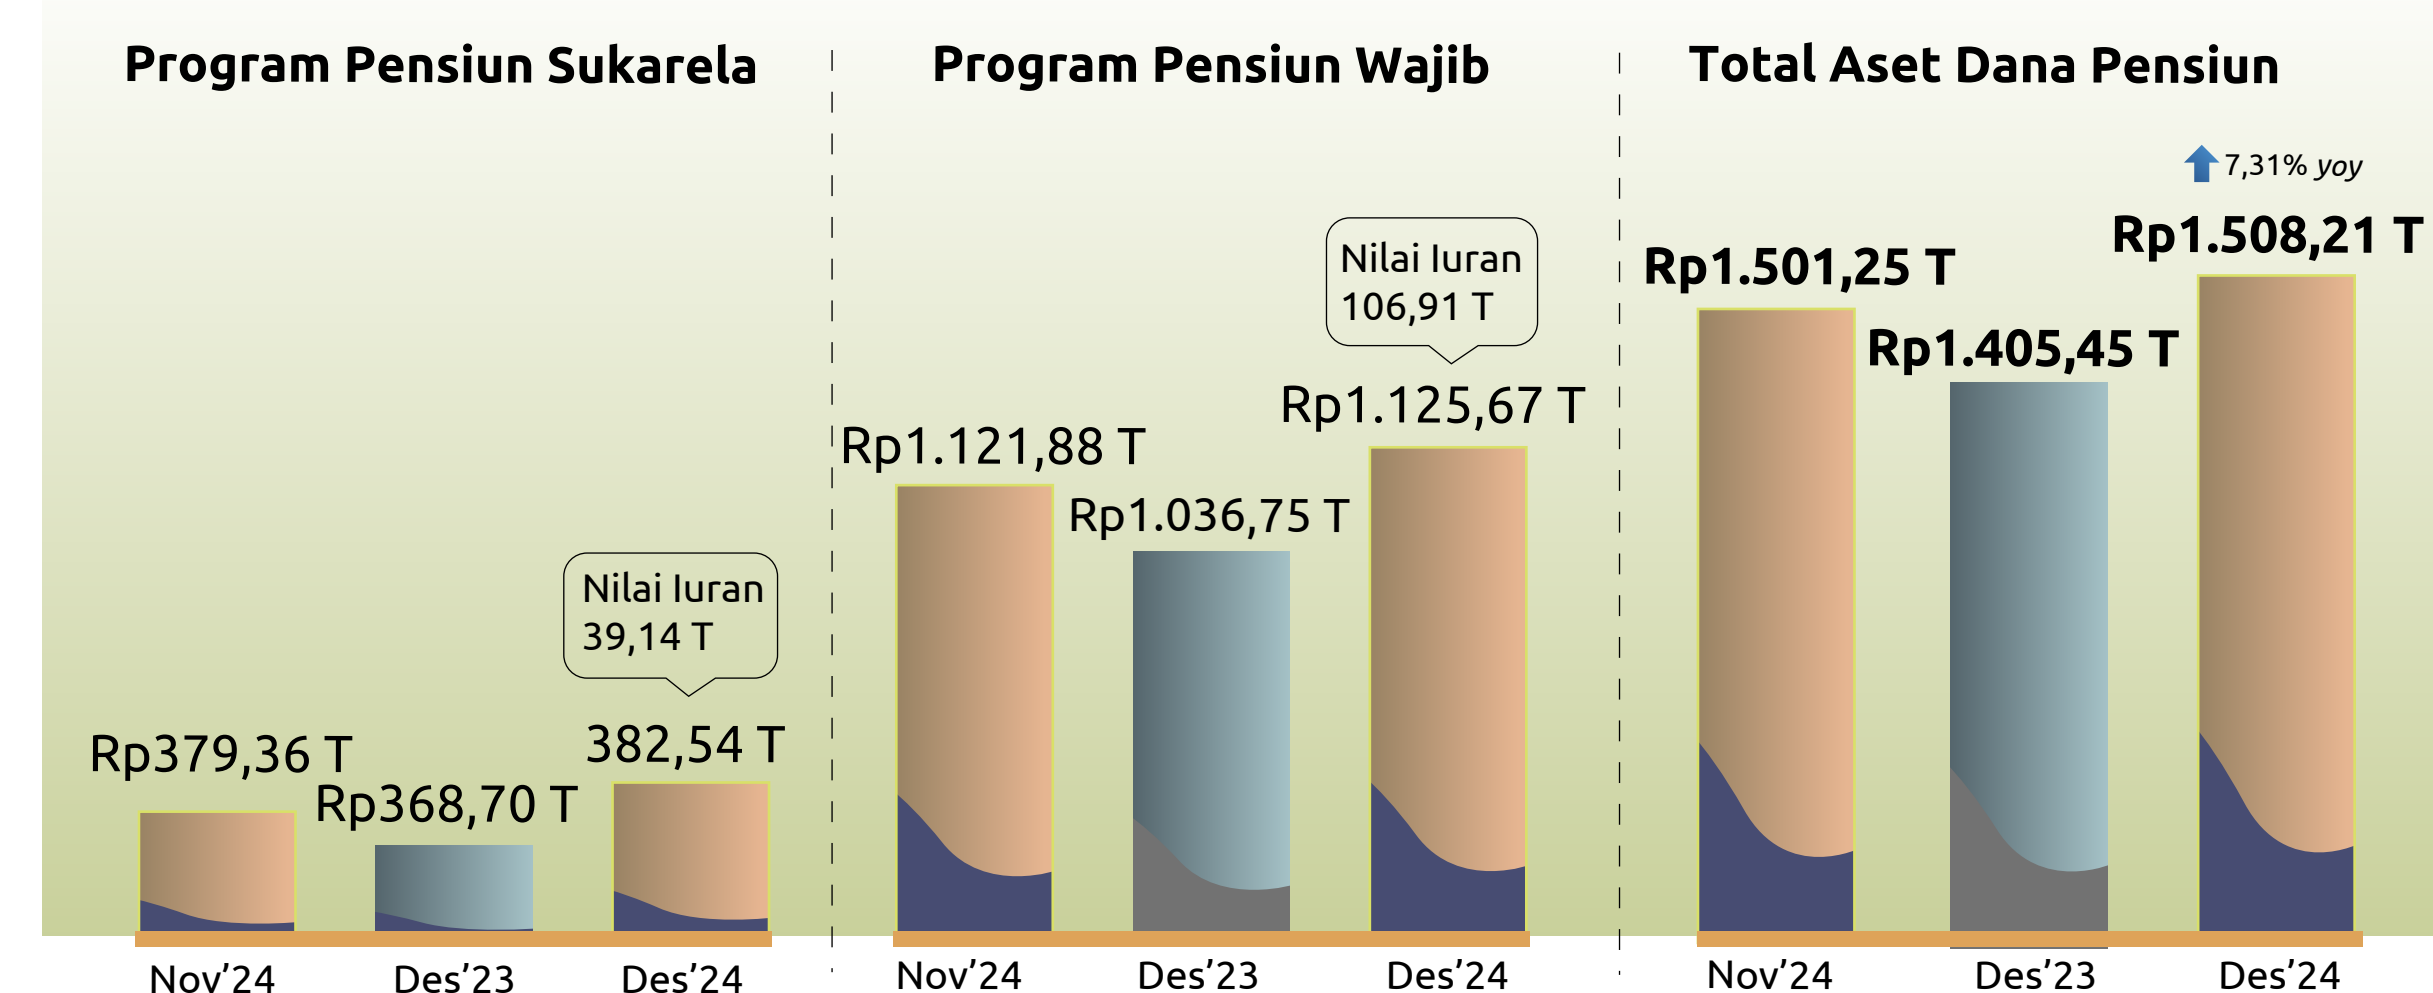 Program Pensiun Sukarela
Nilai Iuran
39,14 T
Rp379,36 T
Rp368,70 T
382,54 T
Nov’24
Des’23
Des’24
Program Pensiun Wajib
Nilai Iuran
106,91 T
Rp1.121,88 T
Rp1.036,75 T
Rp1.125,67 T
Nov’24
Des’23
Des’24
Total Aset Dana Pensiun
7,31% yoy
Rp1.501,25 T
Rp1.405,45 T
Rp1.508,21 T
Nov’24
Des’23
Des’24